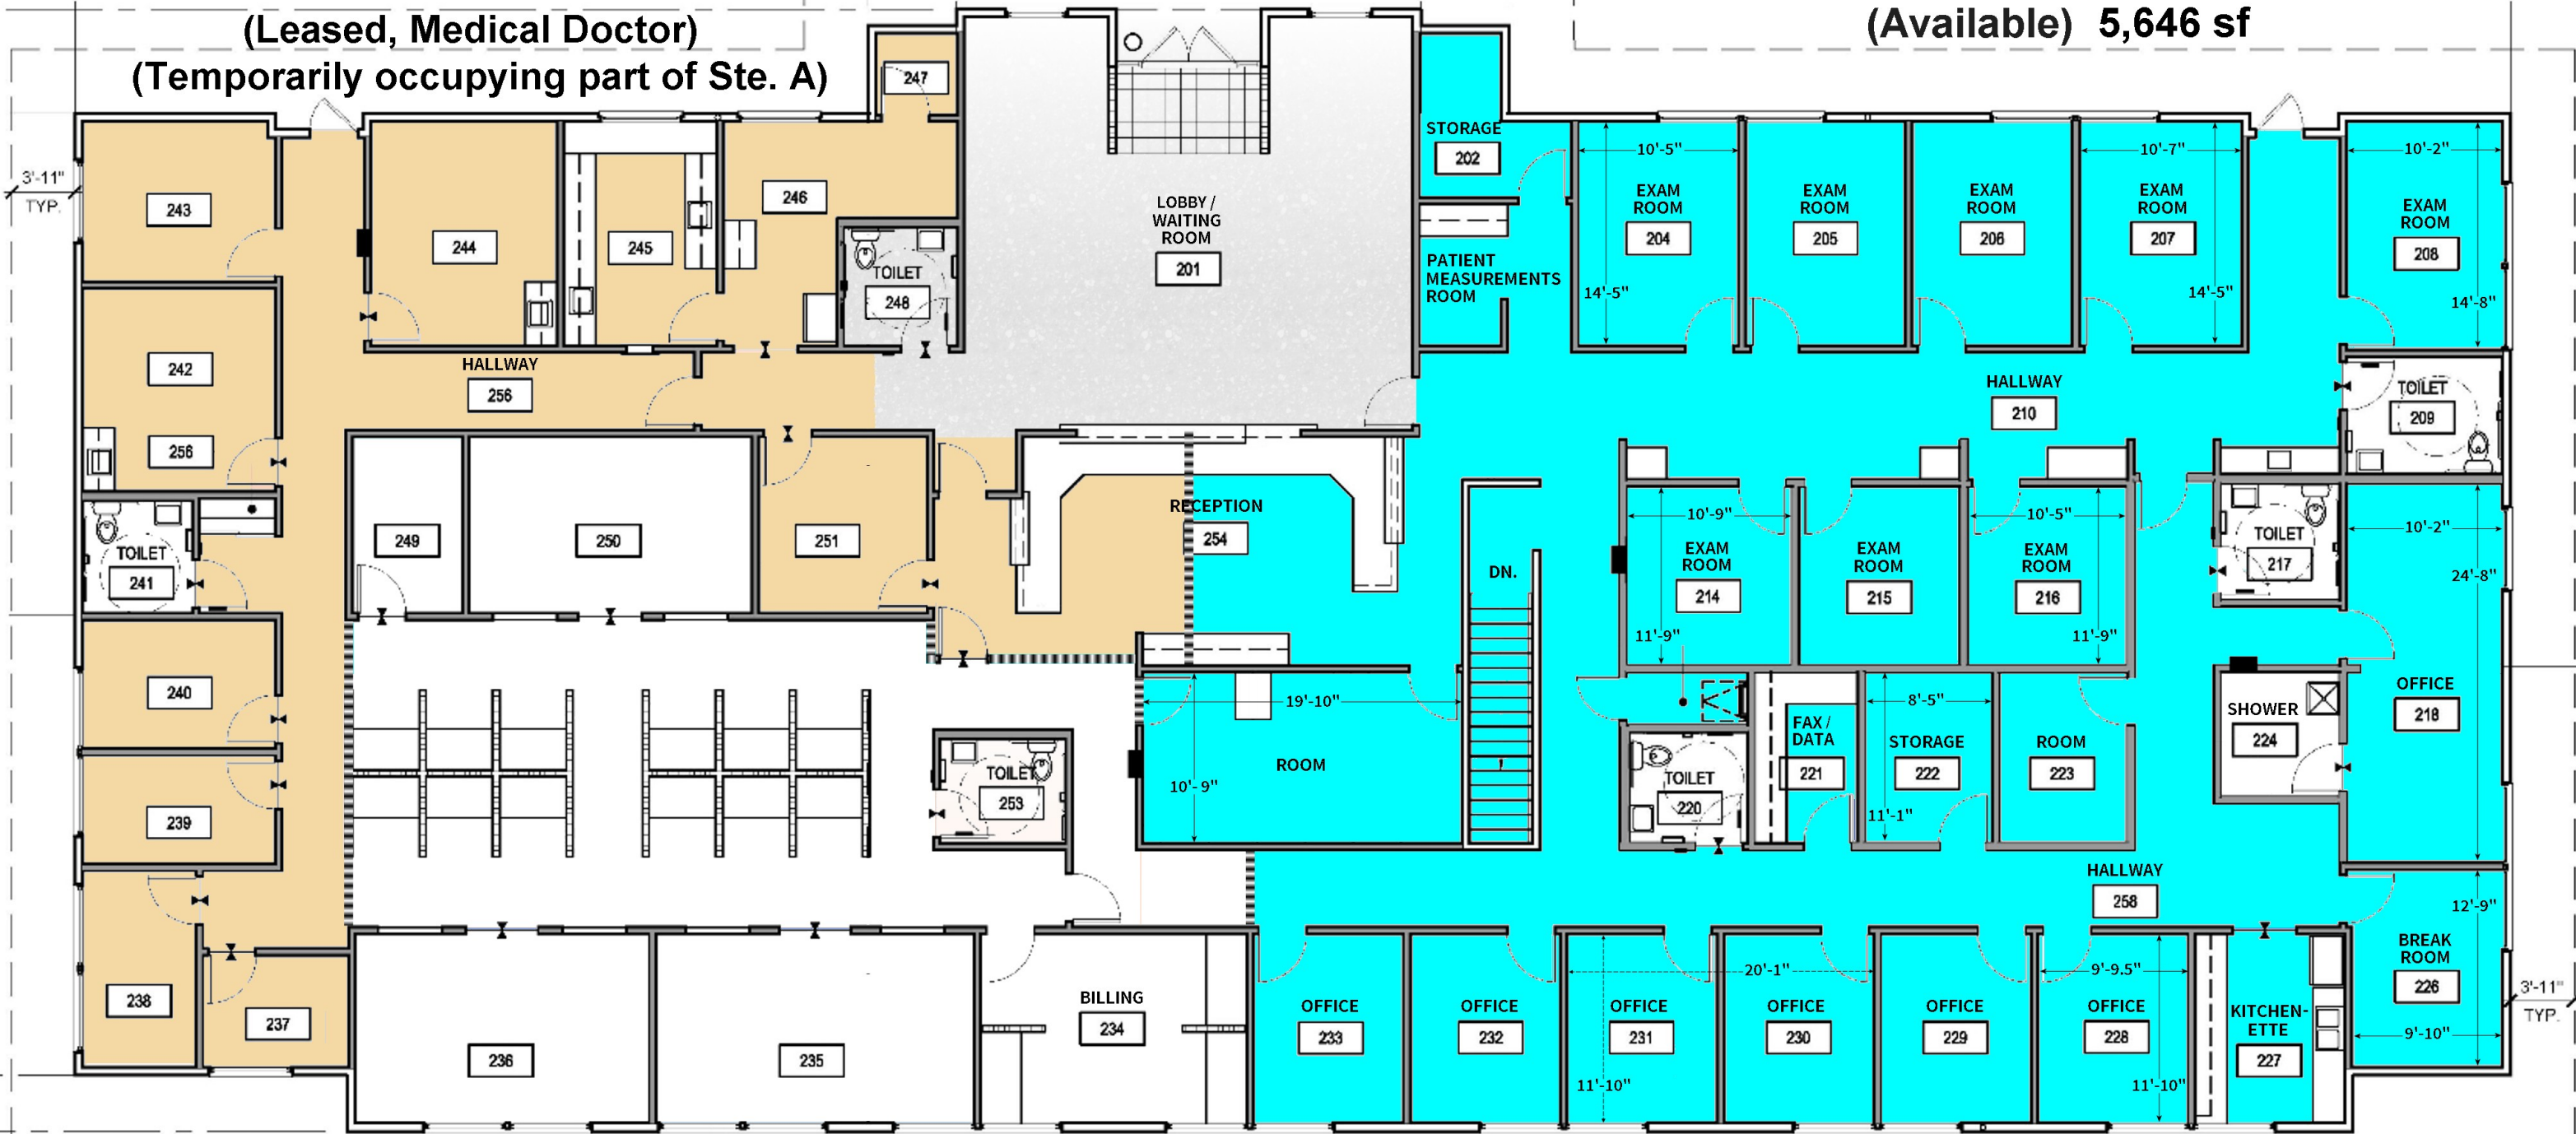 (Leased, Medical Doctor)
(Temporarily occupying part of Ste. A)
(Available) 5,646 sf
247
3'-11"
TYP.
243
244
245
246
TOILET
248
242
256
HALLWAY
256
TOILET
241
249
250
251
240
239
238
237
236
235
TOILET
253
BILLING
234
LOBBY /
WAITING
ROOM
201
RECEPTION
254
STORAGE
202
PATIENT
MEASUREMENTS
ROOM
10'-5"
EXAM
ROOM
204
14'-5"
EXAM
ROOM
205
EXAM
ROOM
206
10'-7"
EXAM
ROOM
207
14'-5"
10'-2"
EXAM
ROOM
208
14'-8"
HALLWAY
210
TOILET
209
DN.
10'-9"
EXAM
ROOM
214
11'-9"
EXAM
ROOM
215
10'-5"
EXAM
ROOM
216
11'-9"
TOILET
217
10'-2"
24'-8"
OFFICE
218
19'-10"
ROOM
10'-9"
TOILET
220
FAX /
DATA
221
8'-5"
STORAGE
222
11'-1"
ROOM
223
SHOWER
224
HALLWAY
258
OFFICE
233
OFFICE
232
20'-1"
OFFICE
231
11'-10"
OFFICE
230
OFFICE
229
9'-9.5"
OFFICE
228
11'-10"
KITCHEN-
ETTE
227
12'-9"
BREAK
ROOM
226
9'-10"
3'-11"
TYP.